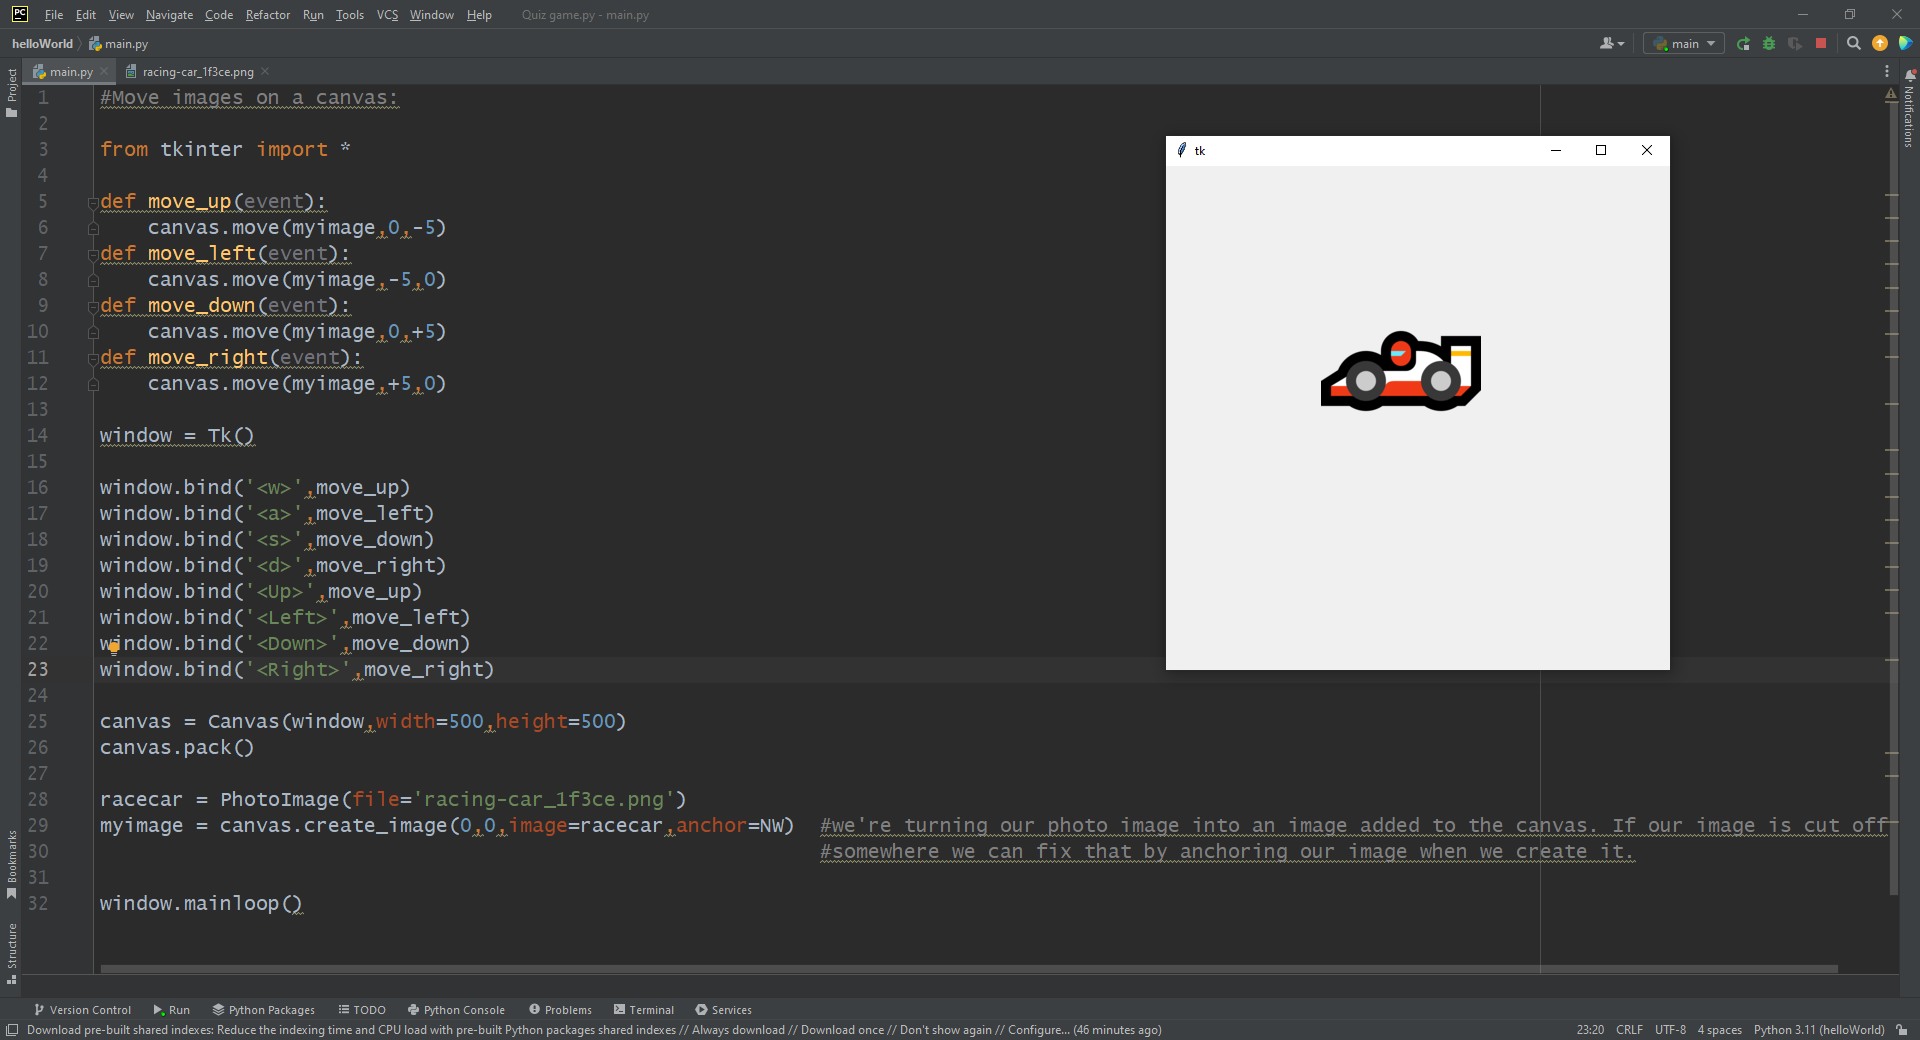 PC File Edit View Navigate Code Refactor Run Tools VCS Window Help Quiz game.py - main.py
helloWorld main.py main
main.py racing-car_1f3ce.png
Project
Notifications
1 #Move images on a canvas:
2
3 from tkinter import *
4
5 def move_up(event):
6     canvas.move(myimage,0,-5)
7 def move_left(event):
8     canvas.move(myimage,-5,0)
9 def move_down(event):
10     canvas.move(myimage,0,+5)
11 def move_right(event):
12     canvas.move(myimage,+5,0)
13
14 window = Tk()
15
16 window.bind('<w>',move_up)
17 window.bind('<a>',move_left)
18 window.bind('<s>',move_down)
19 window.bind('<d>',move_right)
20 window.bind('<Up>',move_up)
21 window.bind('<Left>',move_left)
22 window.bind('<Down>',move_down)
23 window.bind('<Right>',move_right)
24
25 canvas = Canvas(window,width=500,height=500)
26 canvas.pack()
27
28 racecar = PhotoImage(file='racing-car_1f3ce.png')
29 myimage = canvas.create_image(0,0,image=racecar,anchor=NW)  #we're turning our photo image into an image added to the canvas. If our image is cut off
30 #somewhere we can fix that by anchoring our image when we create it.
31
32 window.mainloop()
tk
Bookmarks
Structure
Version Control Run Python Packages TODO Python Console Problems Terminal Services
Download pre-built shared indexes: Reduce the indexing time and CPU load with pre-built Python packages shared indexes // Always download // Download once // Don't show again // Configure... (46 minutes ago) 23:20 CRLF UTF-8 4 spaces Python 3.11 (helloWorld)